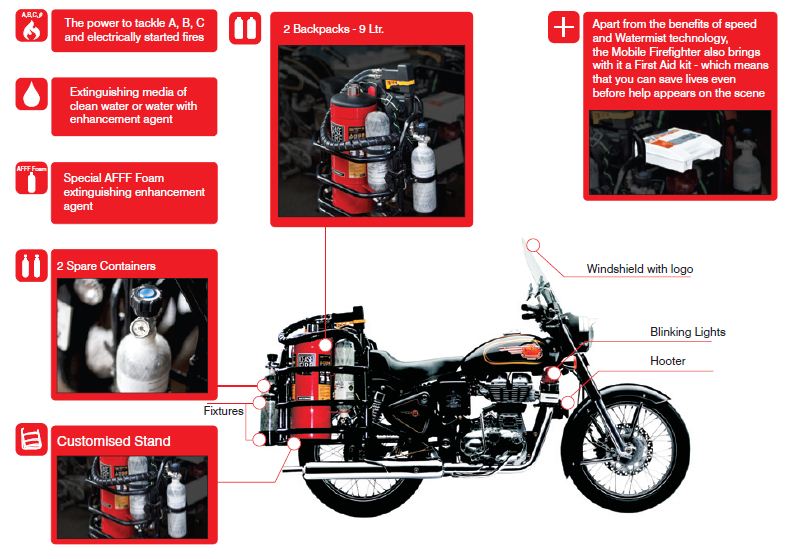 A,B,C,
The power to tackle A, B, C
and electrically started fires
Extinguishing media of
clean water or water with
enhancement agent
AFFF Foam
Special AFFF Foam
extinguishing enhancement
agent
2 Spare Containers
Fixtures
Customised Stand
2 Backpacks - 9 Ltr.
Apart from the benefits of speed
and Watermist technology,
the Mobile Firefighter also brings
with it a First Aid kit - which means
that you can save lives even
before help appears on the scene
Windshield with logo
Blinking Lights
Hooter